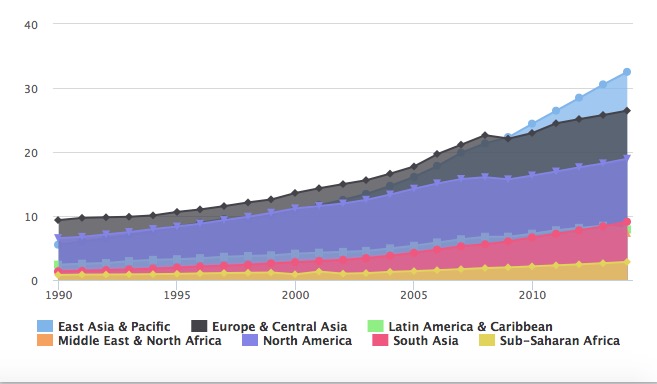 40
30
20
10
0
1990 1995 2000 2005 2010
East Asia & Pacific Europe & Central Asia Latin America & Caribbean
Middle East & North Africa North America South Asia Sub-Saharan Africa